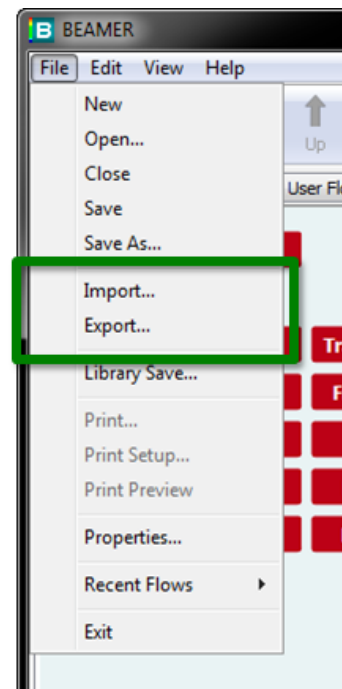 B BEAMER
File Edit View Help
Up
User Fl
New
Open...
Close
Save
Save As...
Import...
Export...
Tr
Library Save...
F
Print...
Print Setup...
Print Preview
Properties...
Recent Flows
Exit